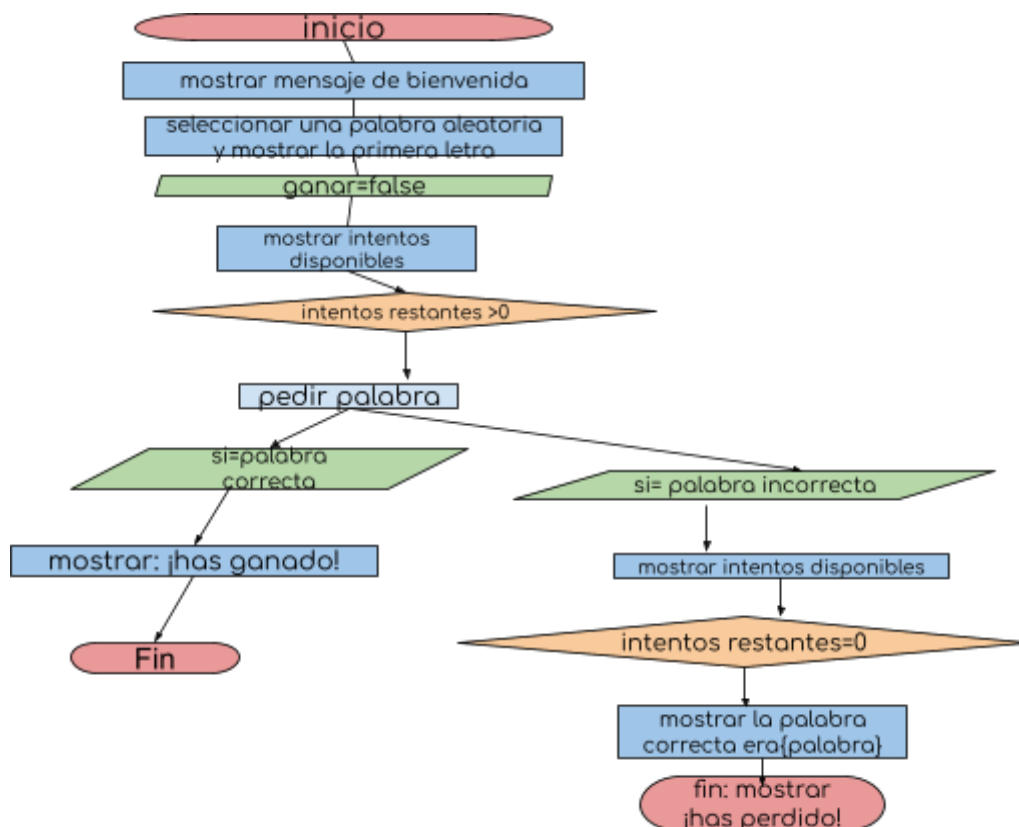 inicio
mostrar mensaje de bienvenida
seleccionar una palabra aleatoria
y mostrar la primera letra
ganar=false
mostrar intentos
disponibles
intentos restantes >0
pedir palabra
si=palabra
correcta
si= palabra incorrecta
mostrar: ¡has ganado!
mostrar intentos disponibles
Fin
intentos restantes=0
mostrar la palabra
correcta era{palabra}
fin: mostrar
¡has perdido!